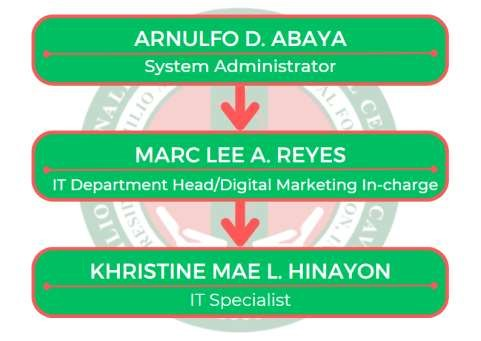 ARNULFO D. ABAYA
System Administrator
MARC LEE A. REYES
IT Department Head/Digital Marketing In-charge
KHRISTINE MAE L. HINAYON
IT Specialist